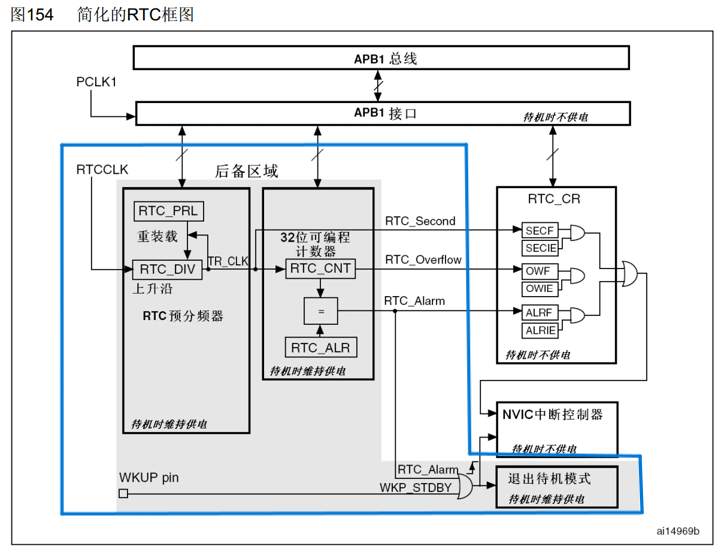 图154 简化的RTC框图
APB1 总线
PCLK1
APB1 接口
待机时不供电
RTCCLK
后备区域
RTC_CR
RTC_PRL
重装载
32位可编程
计数器
RTC_Second
SECF
SECIE
RTC_DIV
TR_CLK
RTC_CNT
RTC_Overflow
OWF
OWIE
上升沿
RTC预分频器
=
RTC_Alarm
ALRF
ALRIE
RTC_ALR
待机时维持供电
待机时不供电
待机时维持供电
NVIC中断控制器
待机时不供电
RTC_Alarm
WKUP pin
WKP_STDBY
退出待机模式
待机时维持供电
ai14969b